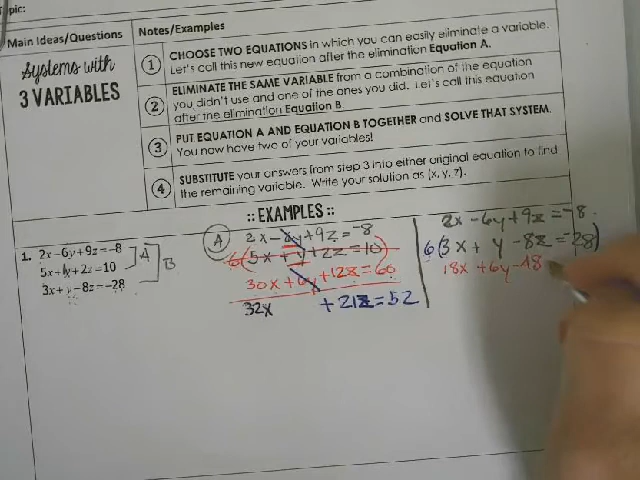 pic:
Main Ideas/Questions
Notes/Examples
Systems with
3 VARIABLES
1 CHOOSE TWO EQUATIONS in which you can easily eliminate a variable.
Let's call this new equation after the elimination Equation A.
2 ELIMINATE THE SAME VARIABLE from a combination of the equation
you didn't use and one of the ones you did. Let's call this equation
after the elimination Equation B
3 PUT EQUATION A AND EQUATION B TOGETHER and SOLVE THAT SYSTEM.
You now have two of your variables!
4 SUBSTITUTE your answers from step 3 into either original equation to find
the remaining variable. Write your solution as (x, y, z).
:: EXAMPLES ::
1. 2x-6y+9z=-8
5x+y+2z=10
3x+y-8z=-28
A
B
A
2x-6y+9z=-8
6(5x+y+2z=10)
30x+6y+12z=60
32x +21z=52
2x-6y+9z=-8
6(3x+y-8z=-28)
18x+6y-48